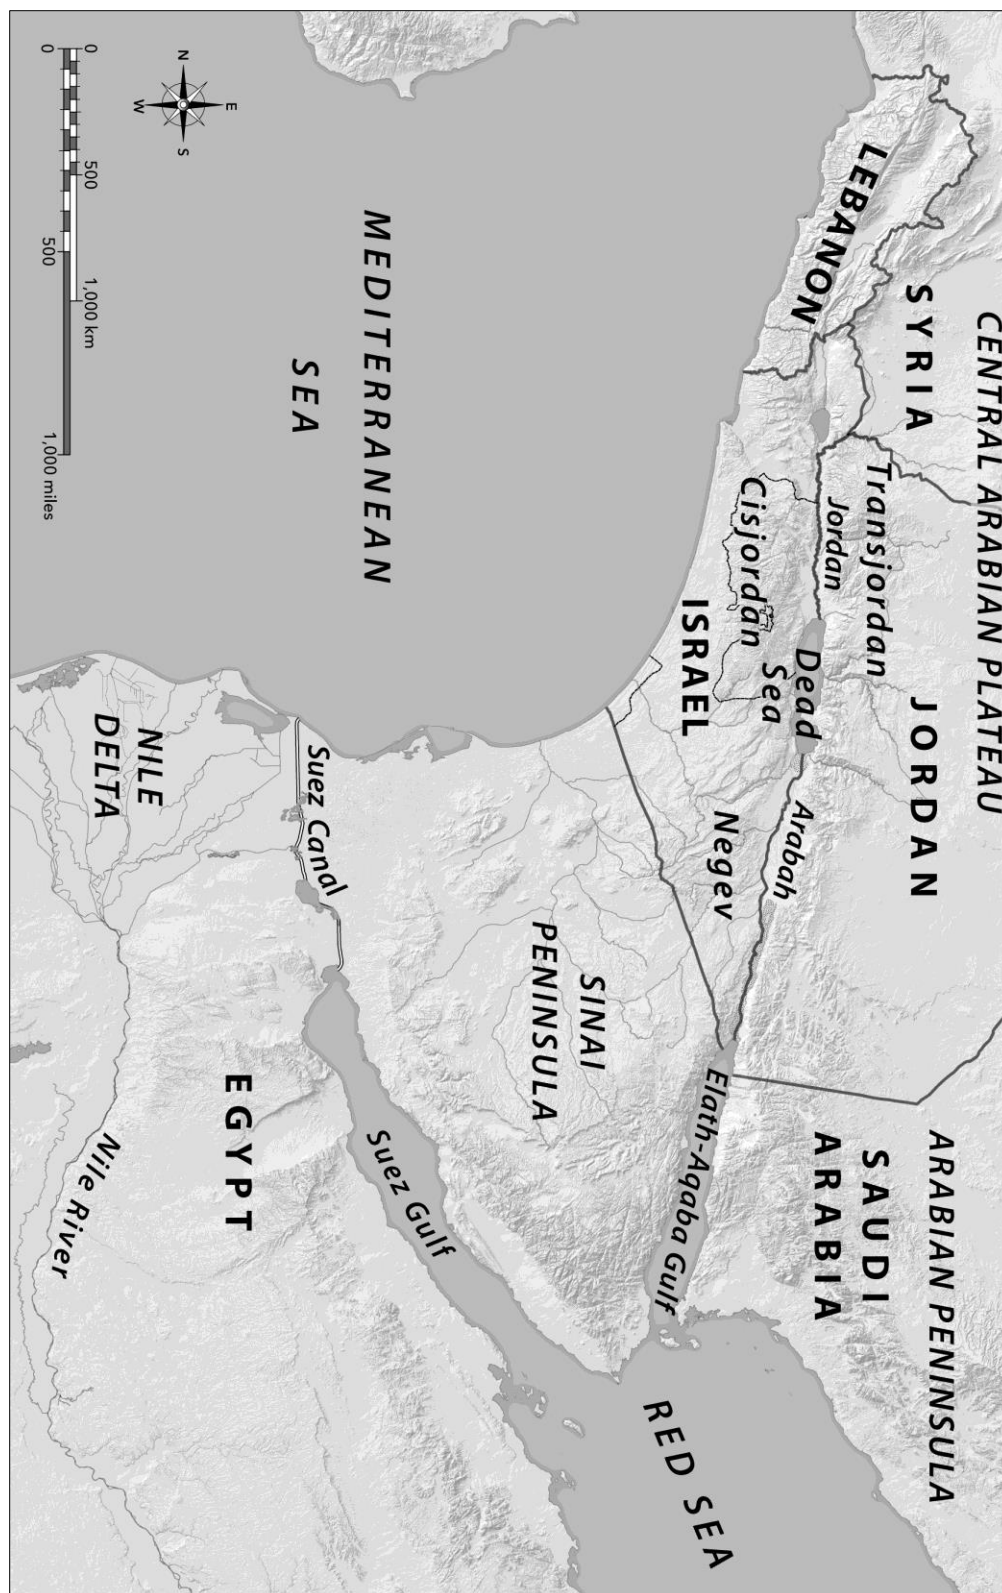 N
W
E
S
0
500
1,000 km
0
500
1,000 miles
MEDITERRANEAN
SEA
LEBANON
SYRIA
CENTRAL ARABIAN PLATEAU
Transjordan
Jordan
Cisjordan
ISRAEL
Dead
Sea
JORDAN
Negev
Arabah
NILE
DELTA
Suez Canal
SINAI
PENINSULA
EGYPT
Nile River
Suez Gulf
Elath-Aqaba Gulf
SAUDI
ARABIA
ARABIAN PENINSULA
RED SEA